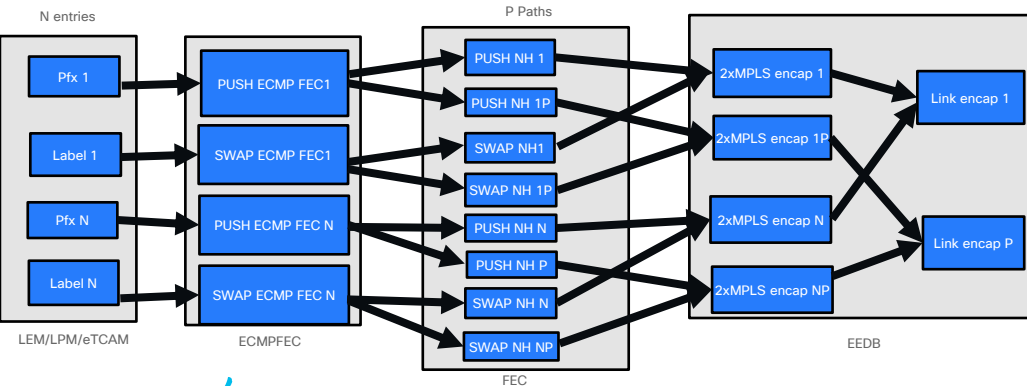 N entries
P Paths
Pfx 1
Label 1
Pfx N
Label N
LEM/LPM/eTCAM
PUSH ECMP FEC1
SWAP ECMP FEC1
PUSH ECMP FEC N
SWAP ECMP FEC N
ECMPFEC
PUSH NH 1
PUSH NH 1P
SWAP NH1
SWAP NH 1P
PUSH NH N
PUSH NH P
SWAP NH N
SWAP NH NP
FEC
2xMPLS encap 1
2xMPLS encap 1P
2xMPLS encap N
2xMPLS encap NP
Link encap 1
Link encap P
EEDB